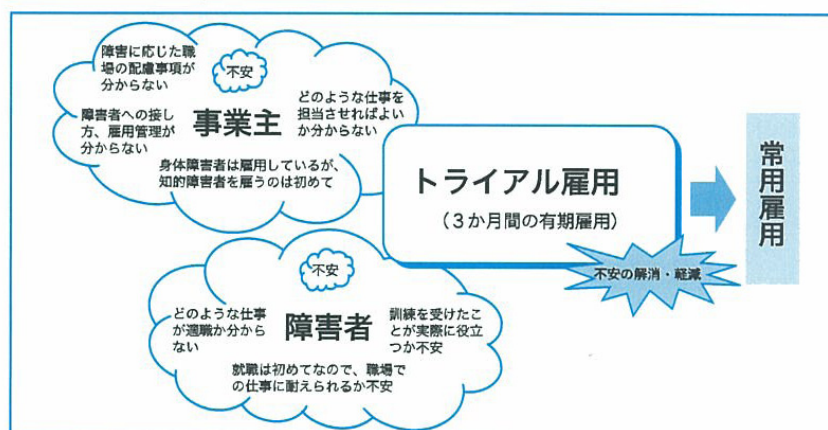 障害に応じた職
場の配慮事項が
分からない
不安
障害者への接し
方、雇用管理が
分からない
事業主
どのような仕事を
担当させればよい
か分からない
身体障害者は雇用しているが、
知的障害者を雇うのは初めて
トライアル雇用
（３か月間の有期雇用）
不安の解消・軽減
常用雇用
不安
どのような仕事
が適職か分から
ない
障害者
訓練を受けたこ
とが実際に役立
つか不安
就職は初めてなので、職場で
の仕事に耐えられるか不安